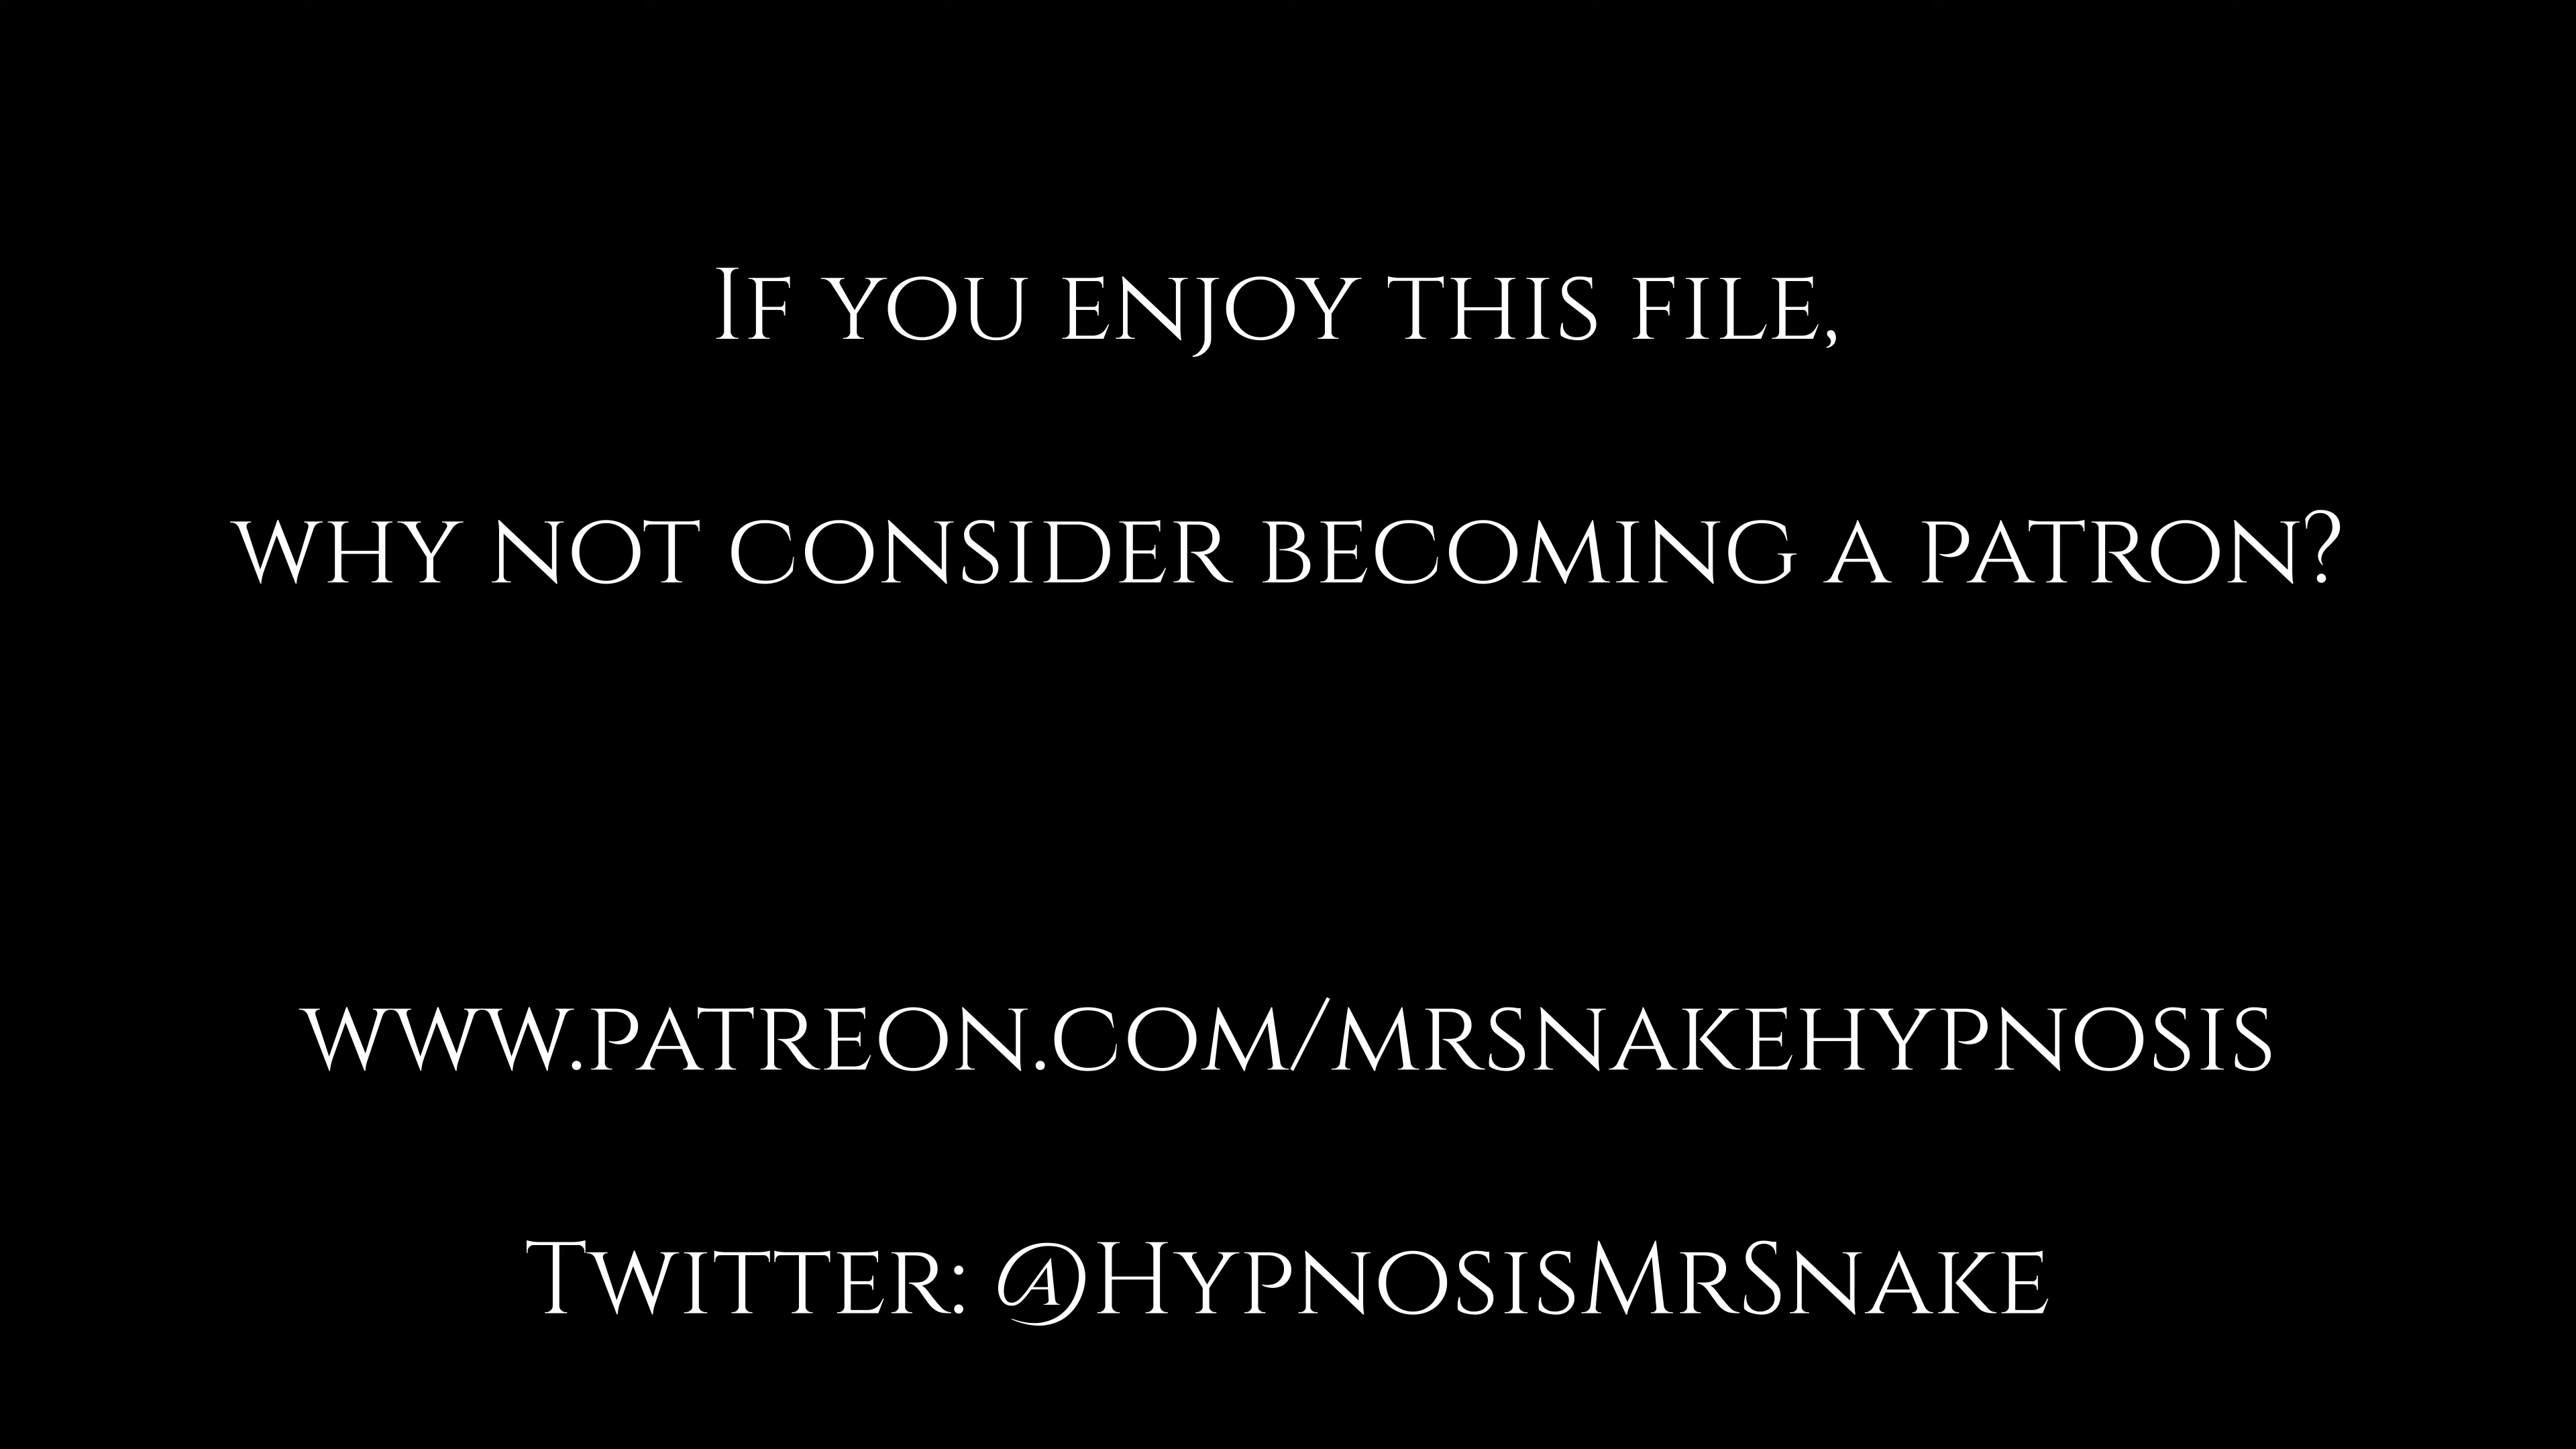 If you enjoy this file,
why not consider becoming a patron?
www.patreon.com/mrsnakehypnosis
Twitter: @HypnosisMrSnake